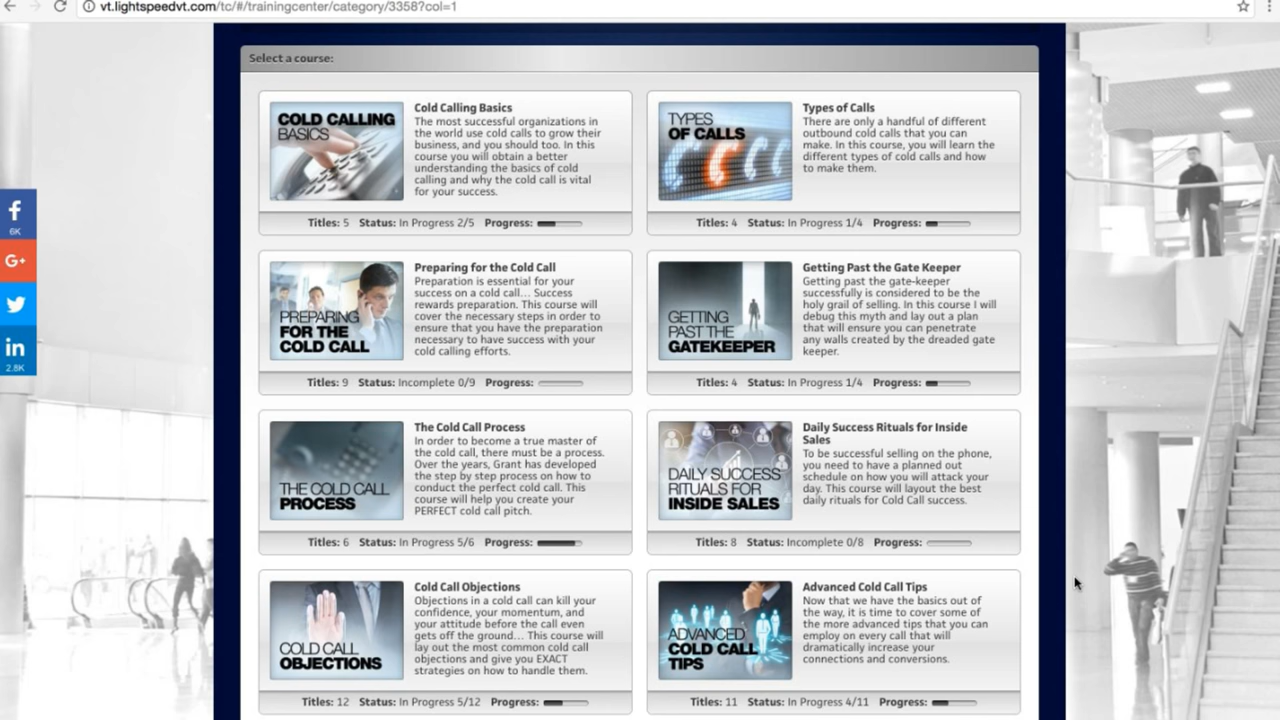 vt.lightspeedvt.com/tc/#/trainingcenter/category/3358?col=1
Select a course:
COLD CALLING
BASICS
Cold Calling Basics
The most successful organizations in
the world use cold calls to grow their
business, and you should too. In this
course you will obtain a better
understanding the basics of cold
calling and why the cold call is vital
for your success.
Titles: 5 Status: In Progress 2/5 Progress:
TYPES
OF CALLS
Types of Calls
There are only a handful of different
outbound cold calls that you can
make. In this course, you will learn the
different types of cold calls and how
to make them.
Titles: 4 Status: In Progress 1/4 Progress:
f
6K
G+
in
2.8K
PREPARING
FOR THE
COLD CALL
Preparing for the Cold Call
Preparation is essential for your
success on a cold call... Success
rewards preparation. This course will
cover the necessary steps in order to
ensure that you have the preparation
necessary to have success with your
cold calling efforts.
Titles: 9 Status: Incomplete 0/9 Progress:
GETTING
PAST THE
GATEKEEPER
Getting Past the Gate Keeper
Getting past the gate-keeper
successfully is considered to be the
holy grail of selling. In this course I will
debug this myth and lay out a plan
that will ensure you can penetrate
any walls created by the dreaded gate
keeper.
Titles: 4 Status: In Progress 1/4 Progress:
THE COLD CALL
PROCESS
The Cold Call Process
In order to become a true master of
the cold call, there must be a process.
Over the years, Grant has developed
the step by step process on how to
conduct the perfect cold call. This
course will help you create your
PERFECT cold call pitch.
Titles: 6 Status: In Progress 5/6 Progress:
DAILY SUCCESS
RITUALS FOR
INSIDE SALES
Daily Success Rituals for Inside
Sales
To be successful selling on the phone,
you need to have a planned out
schedule on how you will attack your
day. This course will layout the best
daily rituals for Cold Call success.
Titles: 8 Status: Incomplete 0/8 Progress:
COLD CALL
OBJECTIONS
Cold Call Objections
Objections in a cold call can kill your
confidence, your momentum, and
your attitude before the call even
gets off the ground... This course will
lay out the most common cold call
objections and give you EXACT
strategies on how to handle them.
Titles: 12 Status: In Progress 5/12 Progress:
ADVANCED
COLD CALL
TIPS
Advanced Cold Call Tips
Now that we have the basics out of
the way, it is time to cover some of
the more advanced tips that you can
employ on every call that will
dramatically increase your
connections and conversions.
Titles: 11 Status: In Progress 4/11 Progress: